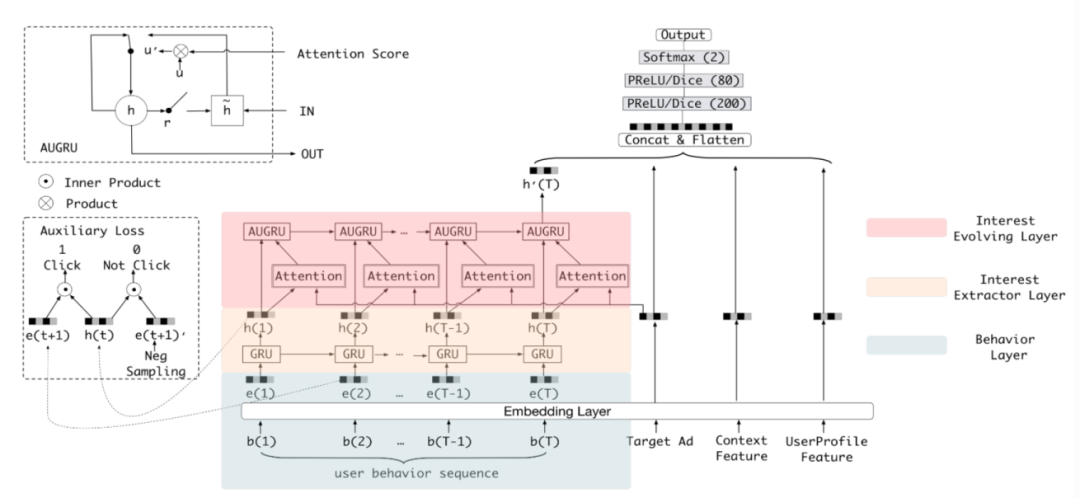 Output
Softmax (2)
PReLU/Dice (80)
PReLU/Dice (200)
Concat & Flatten
u'
u
Attention Score
h
r
h̃
IN
AUGRU
OUT
Inner Product
Product
h'(T)
Auxiliary Loss
1
0
Click
Not Click
e(t+1)
h(t)
e(t+1)'
Neg
Sampling
AUGRU
AUGRU
…
AUGRU
AUGRU
Attention
Attention
Attention
Attention
h(1)
h(2)
h(T-1)
h(T)
GRU
GRU
…
GRU
GRU
e(1)
e(2)
…
e(T-1)
e(T)
Embedding Layer
b(1)
b(2)
…
b(T-1)
b(T)
user behavior sequence
Target Ad
Context
Feature
UserProfile
Feature
Interest
Evolving Layer
Interest
Extractor Layer
Behavior
Layer